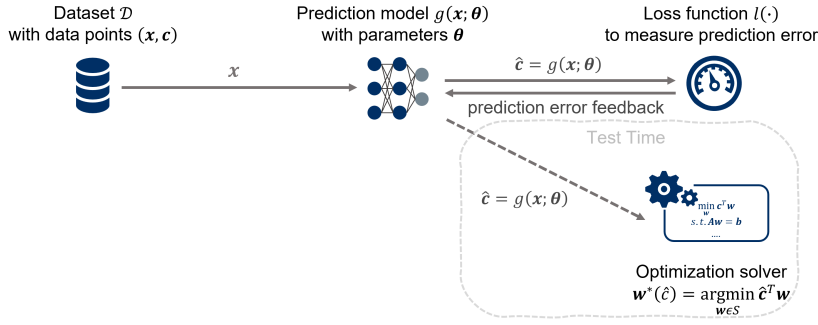 Dataset 𝒟
with data points (𝒙, 𝒄)
Prediction model 𝑔(𝒙; 𝜽)
with parameters 𝜽
Loss function 𝑙(·)
to measure prediction error
𝒙
𝒄̂ = 𝑔(𝒙; 𝜽)
prediction error feedback
Test Time
𝒄̂ = 𝑔(𝒙; 𝜽)
min 𝒄ᵀ𝒘
𝒘
𝑠. 𝑡. 𝑨𝒘 = 𝒃
....
Optimization solver
𝒘*(𝑐̂) = argmin 𝒄̂ᵀ𝒘
𝒘𝜖𝑆